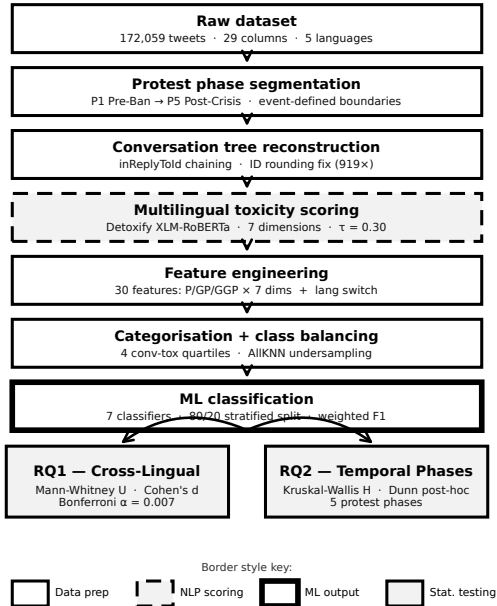 Raw dataset
172,059 tweets · 29 columns · 5 languages
Protest phase segmentation
P1 Pre-Ban → P5 Post-Crisis · event-defined boundaries
Conversation tree reconstruction
inReplyToId chaining · ID rounding fix (919×)
Multilingual toxicity scoring
Detoxify XLM-RoBERTa · 7 dimensions · τ = 0.30
Feature engineering
30 features: P/GP/GGP × 7 dims + lang switch
Categorisation + class balancing
4 conv-tox quartiles · AllKNN undersampling
ML classification
7 classifiers · 80/20 stratified split · weighted F1
RQ1 — Cross-Lingual
Mann-Whitney U · Cohen's d
Bonferroni α = 0.007
RQ2 — Temporal Phases
Kruskal-Wallis H · Dunn post-hoc
5 protest phases
Border style key:
Data prep
NLP scoring
ML output
Stat. testing